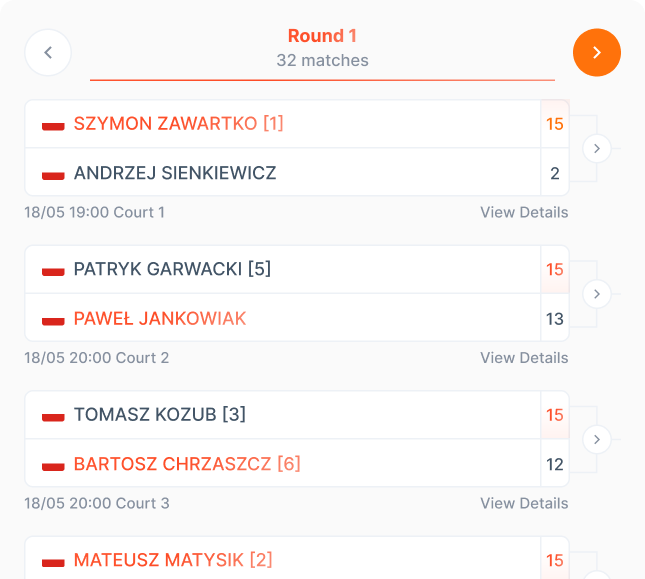 Round 1
32 matches
SZYMON ZAWARTKO [1] 15
ANDRZEJ SIENKIEWICZ 2
18/05 19:00 Court 1 View Details
PATRYK GARWACKI [5] 15
PAWEŁ JANKOWIAK 13
18/05 20:00 Court 2 View Details
TOMASZ KOZUB [3] 15
BARTOSZ CHRZASZCZ [6] 12
18/05 20:00 Court 3 View Details
MATEUSZ MATYSIK [2] 15